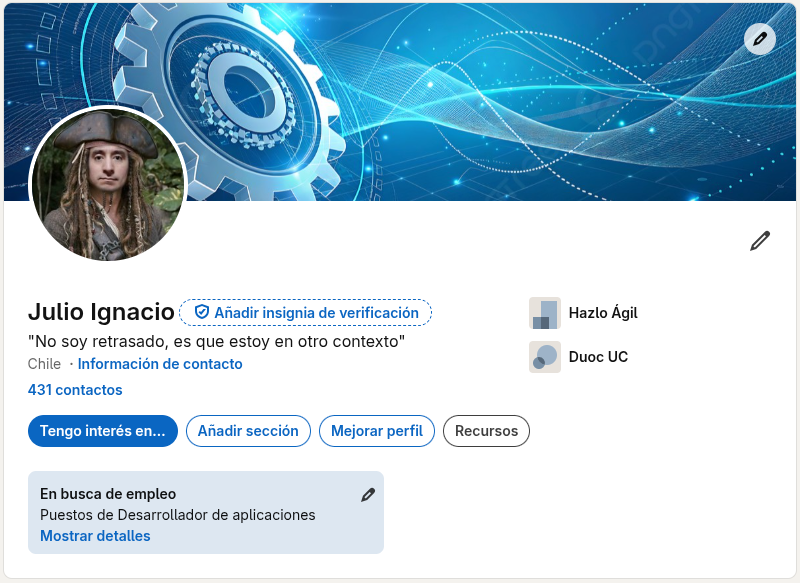 Julio Ignacio
Añadir insignia de verificación
"No soy retrasado, es que estoy en otro contexto"
Chile · Información de contacto
431 contactos
Hazlo Ágil
Duoc UC
Tengo interés en...
Añadir sección
Mejorar perfil
Recursos
En busca de empleo
Puestos de Desarrollador de aplicaciones
Mostrar detalles